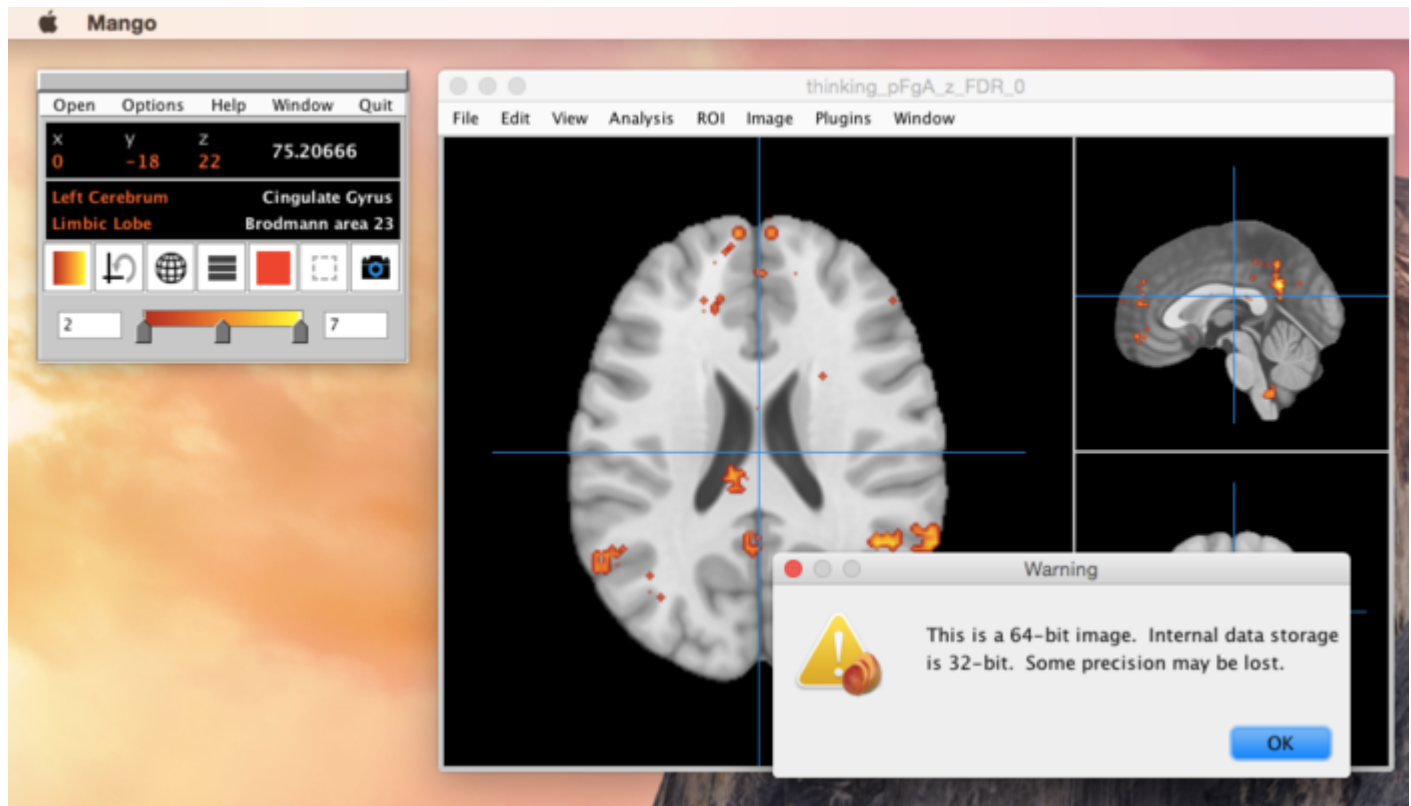 Mango
Open Options Help Window Quit
x y z 75.20666
0 -18 22
Left Cerebrum Cingulate Gyrus
Limbic Lobe Brodmann area 23
2 7
thinking_pFgA_z_FDR_0
File Edit View Analysis ROI Image Plugins Window
Warning
This is a 64-bit image. Internal data storage
is 32-bit. Some precision may be lost.
OK